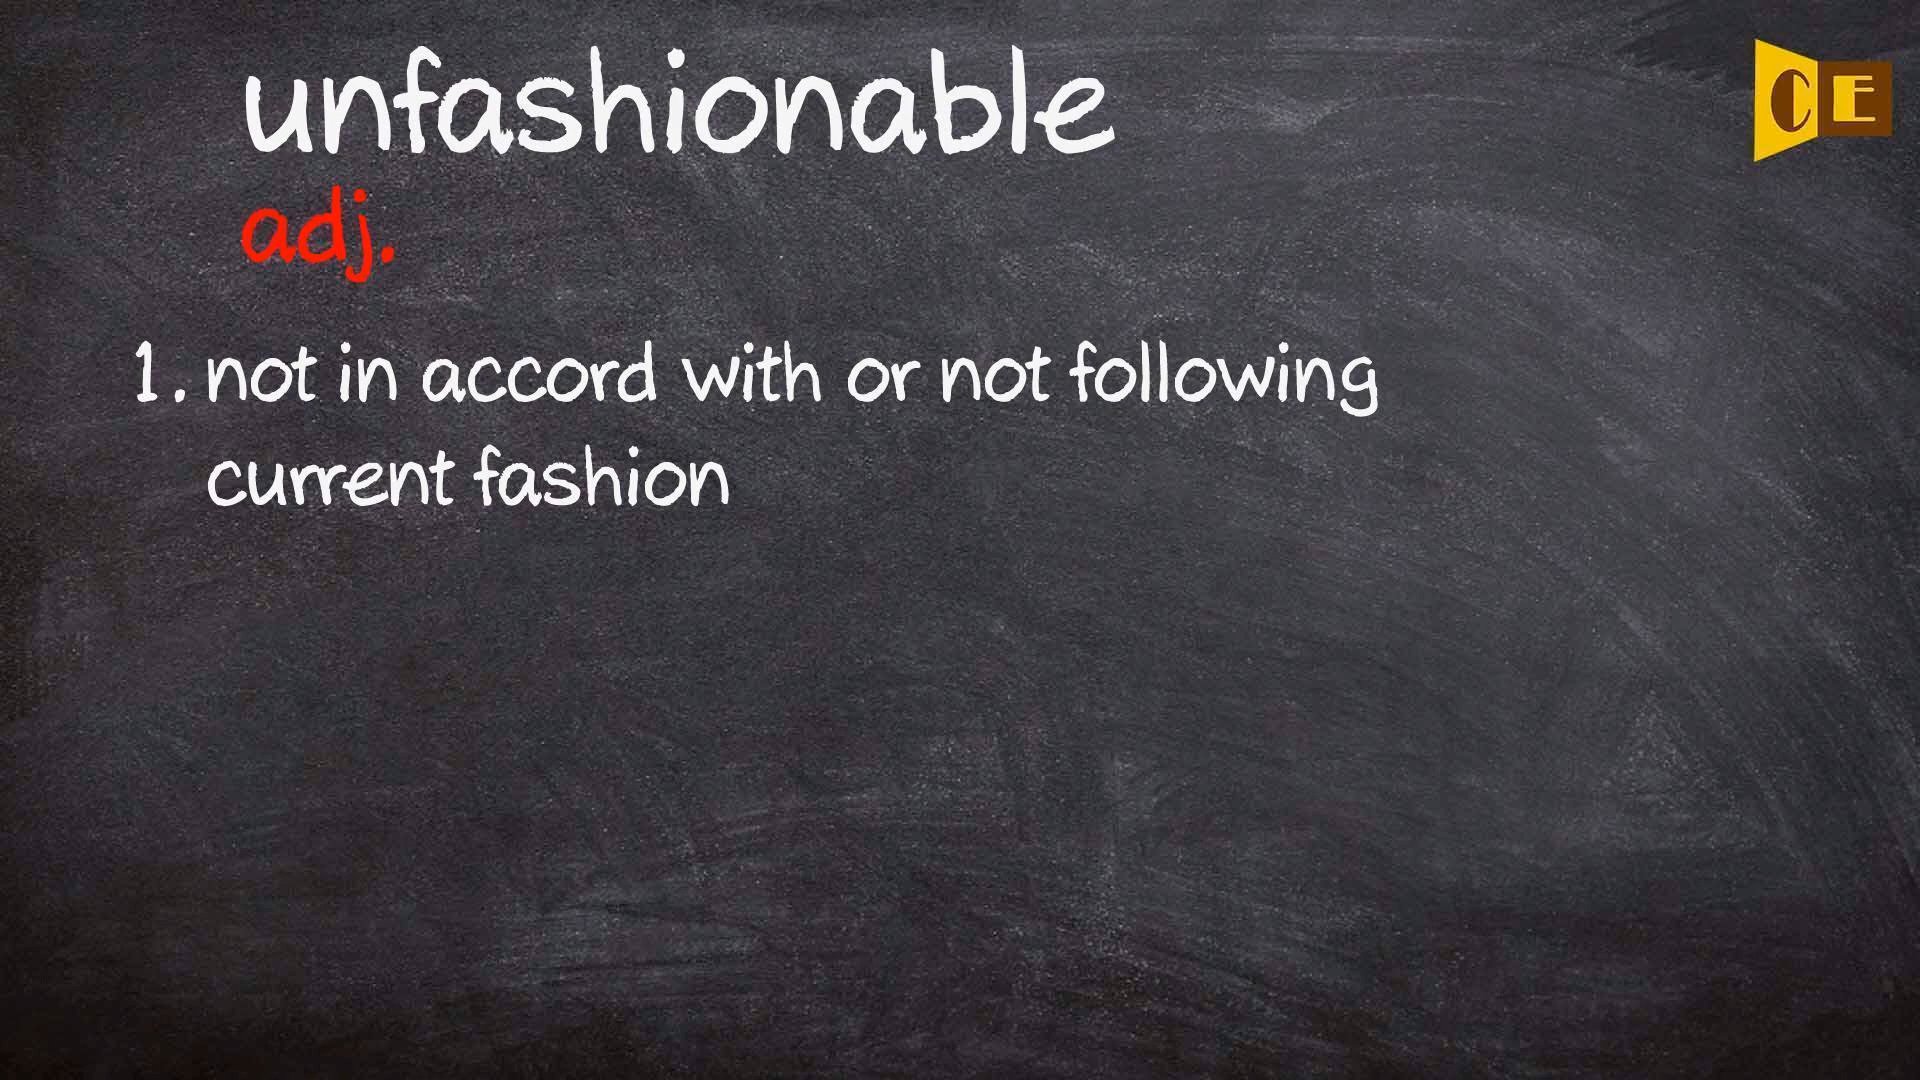 unfashionable
CE
adj.
1. not in accord with or not following
current fashion